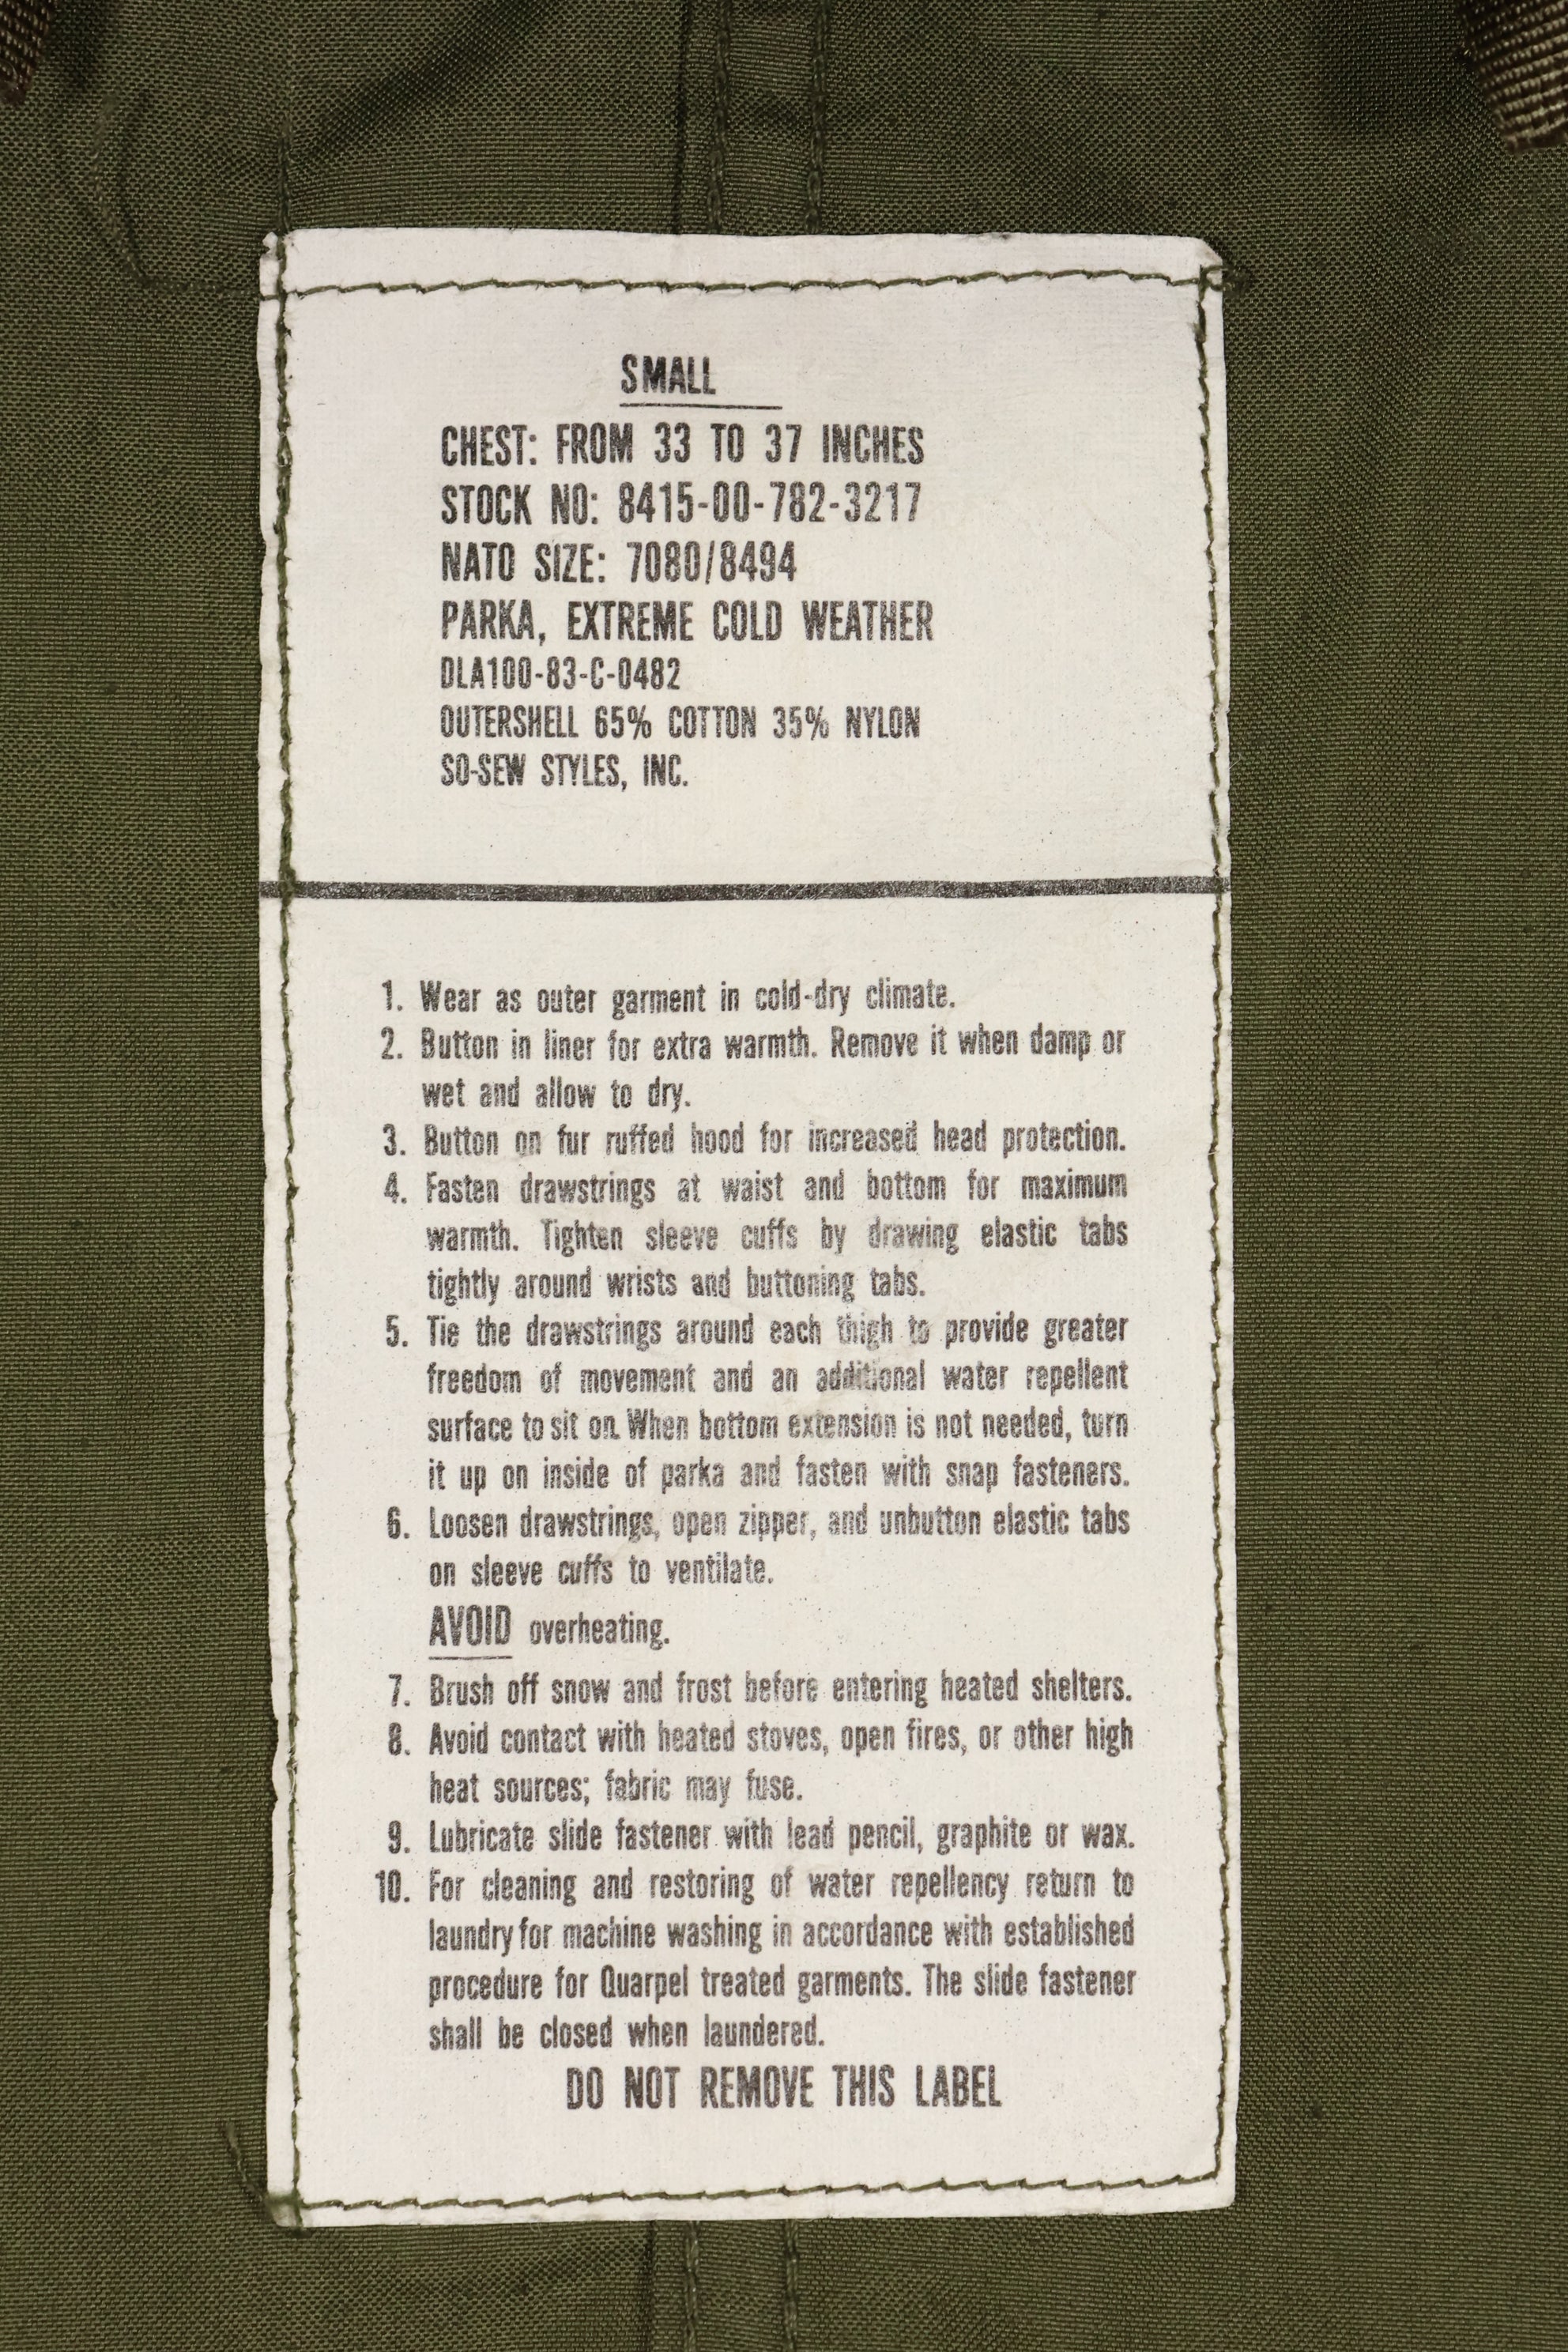 SMALL
CHEST: FROM 33 TO 37 INCHES
STOCK NO: 8415-00-782-3217
NATO SIZE: 7080/8494
PARKA, EXTREME COLD WEATHER
DLA100-83-C-0482
OUTERSHELL 65% COTTON 35% NYLON
SO-SEW STYLES, INC.
1. Wear as outer garment in cold-dry climate.
2. Button in liner for extra warmth. Remove it when damp or
wet and allow to dry.
3. Button on fur ruffed hood for increased head protection.
4. Fasten drawstrings at waist and bottom for maximum
warmth. Tighten sleeve cuffs by drawing elastic tabs
tightly around wrists and buttoning tabs.
5. Tie the drawstrings around each thigh to provide greater
freedom of movement and an additional water repellent
surface to sit on. When bottom extension is not needed, turn
it up on inside of parka and fasten with snap fasteners.
6. Loosen drawstrings, open zipper, and unbutton elastic tabs
on sleeve cuffs to ventilate.
AVOID overheating.
7. Brush off snow and frost before entering heated shelters.
8. Avoid contact with heated stoves, open fires, or other high
heat sources; fabric may fuse.
9. Lubricate slide fastener with lead pencil, graphite or wax.
10. For cleaning and restoring of water repellency return to
laundry for machine washing in accordance with established
procedure for Quarpel treated garments. The slide fastener
shall be closed when laundered.
DO NOT REMOVE THIS LABEL